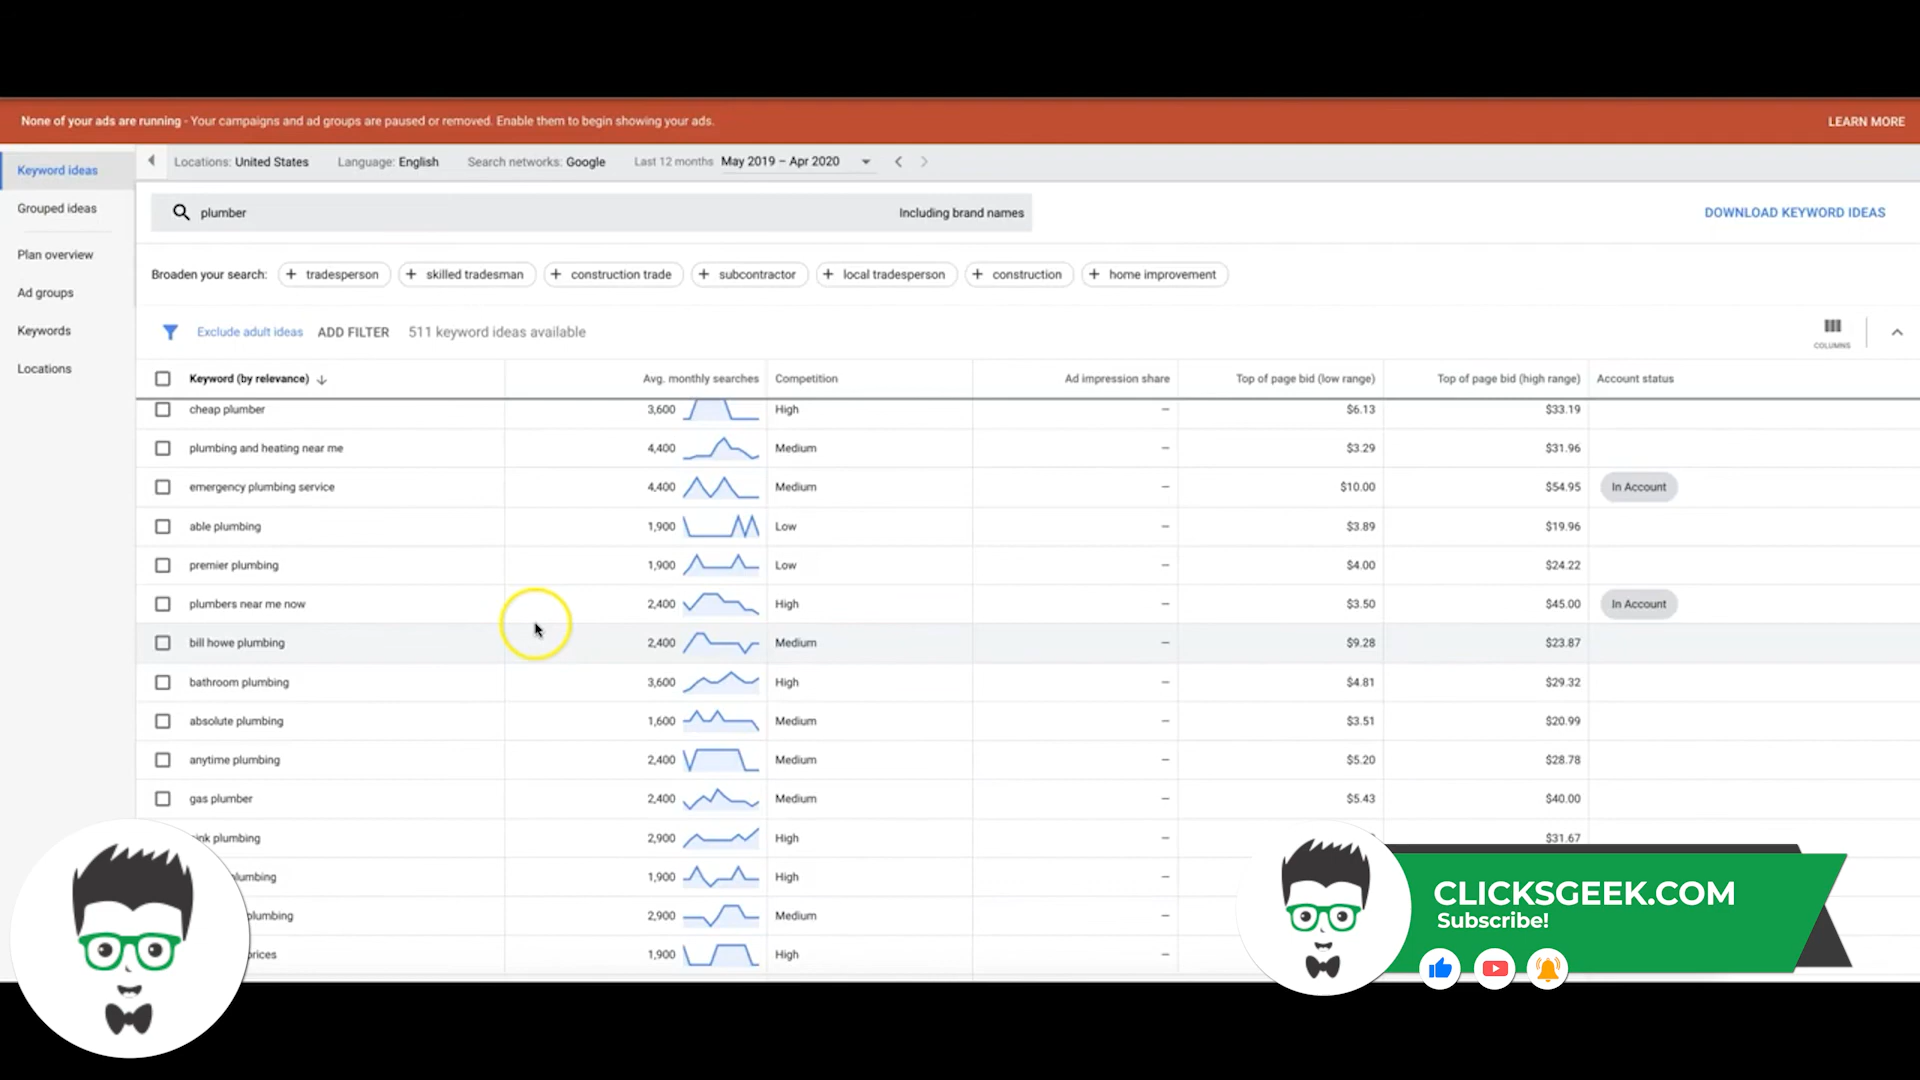 None of your ads are running - Your campaigns and ad groups are paused or removed. Enable them to begin showing your ads. LEARN MORE
Locations: United States Language: English Search networks: Google Last 12 months May 2019 – Apr 2020
Keyword ideas
Grouped ideas
Plan overview
Ad groups
Keywords
Locations
plumber Including brand names DOWNLOAD KEYWORD IDEAS
Broaden your search: + tradesperson + skilled tradesman + construction trade + subcontractor + local tradesperson + construction + home improvement
Exclude adult ideas ADD FILTER 511 keyword ideas available COLUMNS
Keyword (by relevance) Avg. monthly searches Competition Ad impression share Top of page bid (low range) Top of page bid (high range) Account status
cheap plumber 3,600 High – $6.13 $33.19
plumbing and heating near me 4,400 Medium – $3.29 $31.96
emergency plumbing service 4,400 Medium – $10.00 $54.95 In Account
able plumbing 1,900 Low – $3.89 $19.96
premier plumbing 1,900 Low – $4.00 $24.22
plumbers near me now 2,400 High – $3.50 $45.00 In Account
bill howe plumbing 2,400 Medium – $9.28 $23.87
bathroom plumbing 3,600 High – $4.81 $29.32
absolute plumbing 1,600 Medium – $3.51 $20.99
anytime plumbing 2,400 Medium – $5.20 $28.78
gas plumber 2,400 Medium – $5.43 $40.00
plumbing 2,900 High – $31.67
1,900 High –
plumbing 2,900 Medium –
1,900 High –
CLICKSGEEK.COM
Subscribe!